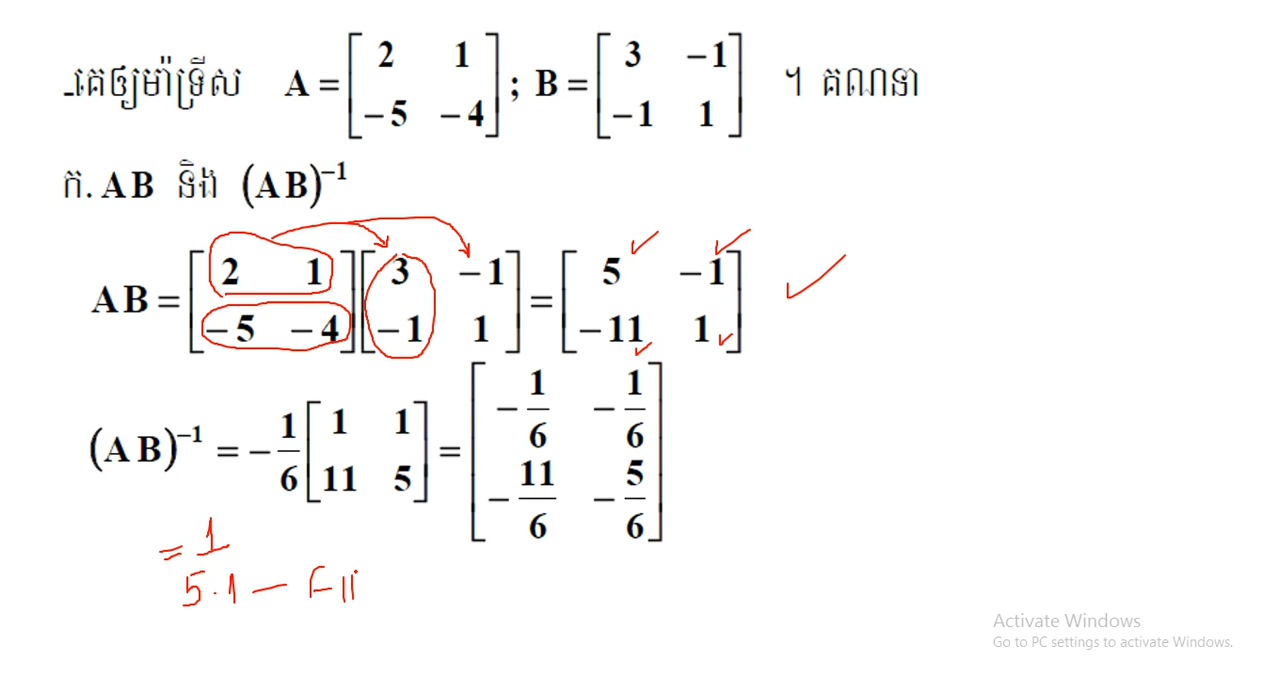 _គេឲ្យម៉ាទ្រីស A = [2 1; −5 −4] ; B = [3 −1; −1 1] ។ គណនា
ក. AB និង (AB)⁻¹
AB = [2 1; −5 −4] [3 −1; −1 1] = [5 −1; −11 1]
(AB)⁻¹ = −1/6 [1 1; 11 5] = [−1/6 −1/6; −11/6 −5/6]
= 1
5.1 −
Activate Windows
Go to PC settings to activate Windows.